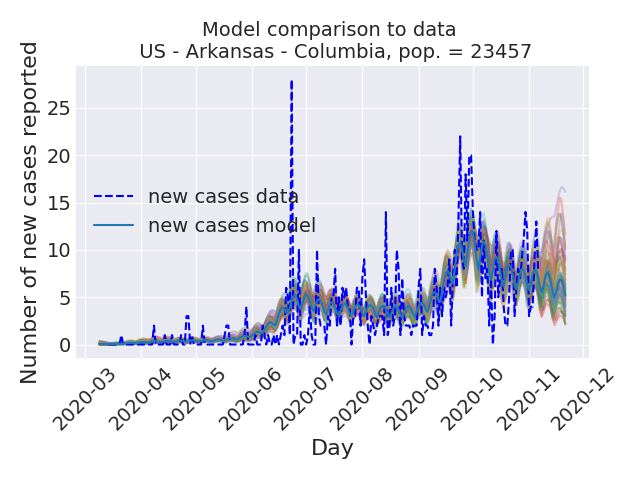 Model comparison to data
US - Arkansas - Columbia, pop. = 23457
Number of new cases reported
25
20
15
10
5
0
new cases data
new cases model
2020-03
2020-04
2020-05
2020-06
2020-07
2020-08
2020-09
2020-10
2020-11
2020-12
Day